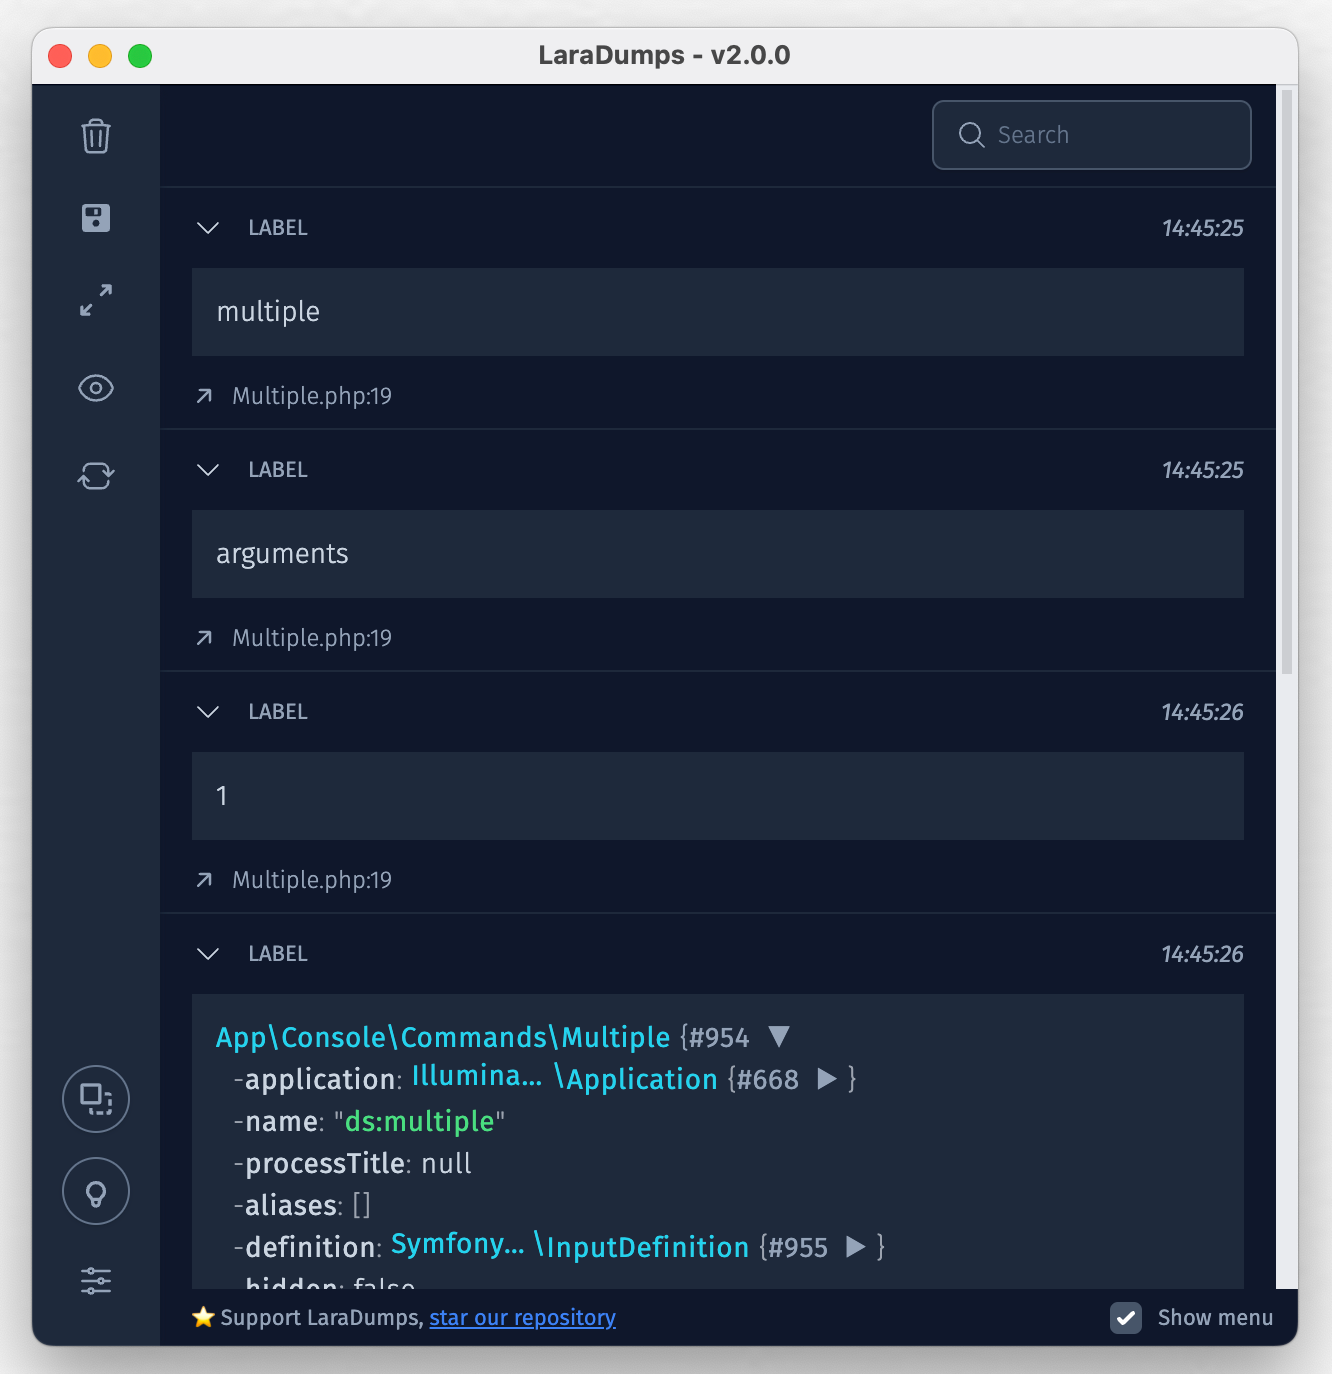 LaraDumps - v2.0.0
Search
LABEL 14:45:25
multiple
Multiple.php:19
LABEL 14:45:25
arguments
Multiple.php:19
LABEL 14:45:26
1
Multiple.php:19
LABEL 14:45:26
App\Console\Commands\Multiple {#954 ▼
-application: Illumina… \Application {#668 ▶ }
-name: "ds:multiple"
-processTitle: null
-aliases: []
-definition: Symfony… \InputDefinition {#955 ▶ }
-hidden: false
⭐ Support LaraDumps, star our repository
Show menu